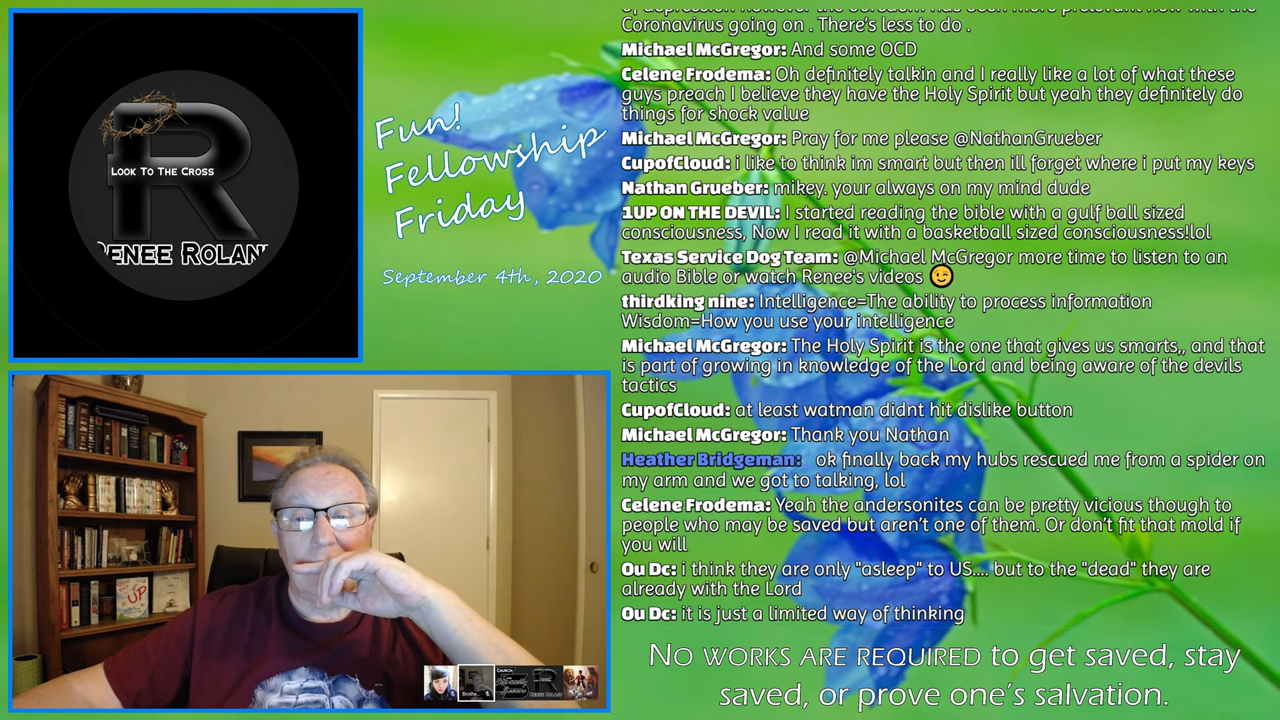 Look To The Cross
RENEE ROLAN
Fun!
Fellowship
Friday
September 4th, 2020
Coronavirus going on . There's less to do .
Michael McGregor: And some OCD
Celene Frodema: Oh definitely talkin and I really like a lot of what these
guys preach I believe they have the Holy Spirit but yeah they definitely do
things for shock value
Michael McGregor: Pray for me please @NathanGrueber
CupofCloud: i like to think im smart but then ill forget where i put my keys
Nathan Grueber: mikey, your always on my mind dude
1UP ON THE DEVIL: I started reading the bible with a gulf ball sized
consciousness, Now I read it with a basketball sized consciousness!lol
Texas Service Dog Team: @Michael McGregor more time to listen to an
audio Bible or watch Renee's videos 😉
thirdking nine: Intelligence=The ability to process information
Wisdom=How you use your intelligence
Michael McGregor: The Holy Spirit is the one that gives us smarts,, and that
is part of growing in knowledge of the Lord and being aware of the devils
tactics
CupofCloud: at least watman didnt hit dislike button
Michael McGregor: Thank you Nathan
Heather Bridgeman: ok finally back my hubs rescued me from a spider on
my arm and we got to talking, lol
Celene Frodema: Yeah the andersonites can be pretty vicious though to
people who may be saved but aren't one of them. Or don't fit that mold if
you will
Ou Dc: i think they are only "asleep" to US.... but to the "dead" they are
already with the Lord
Ou Dc: it is just a limited way of thinking
No works are required to get saved, stay
saved, or prove one's salvation.
UP
Brothe...
CHURCH
RENEE ROLAND